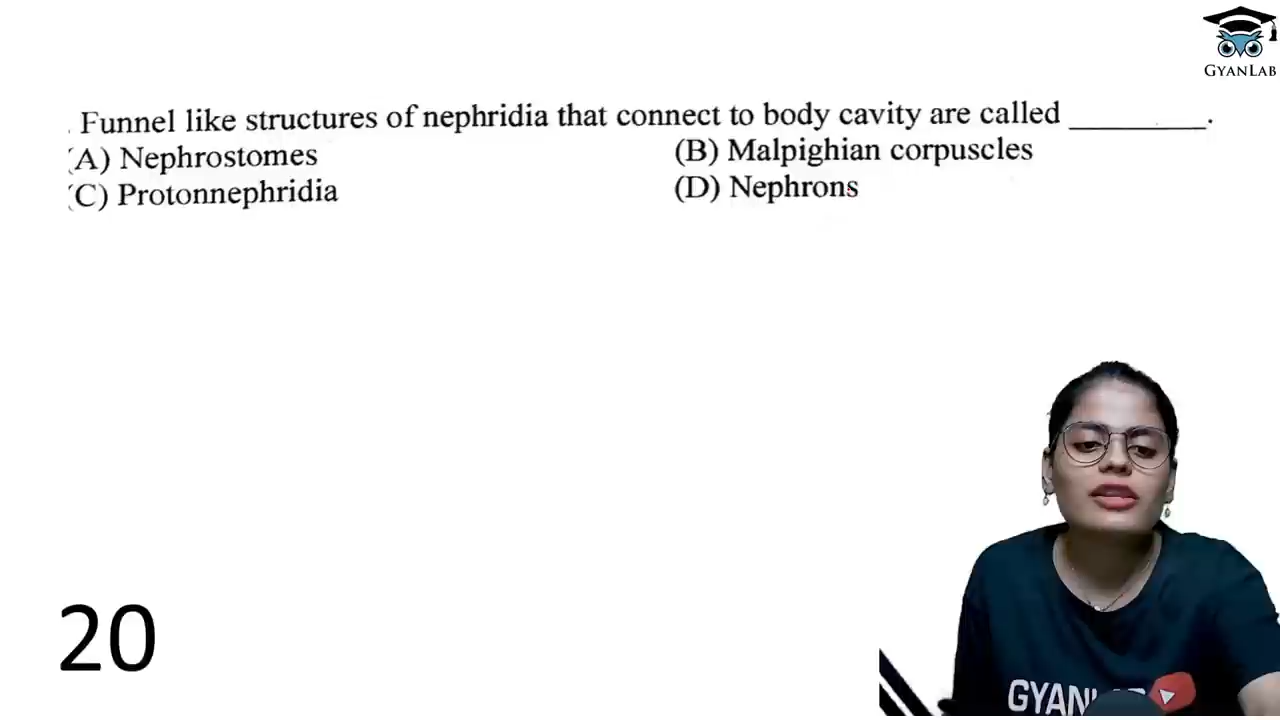 GYANLAB
. Funnel like structures of nephridia that connect to body cavity are called _________.
(A) Nephrostomes (B) Malpighian corpuscles
(C) Protonnephridia (D) Nephrons
20